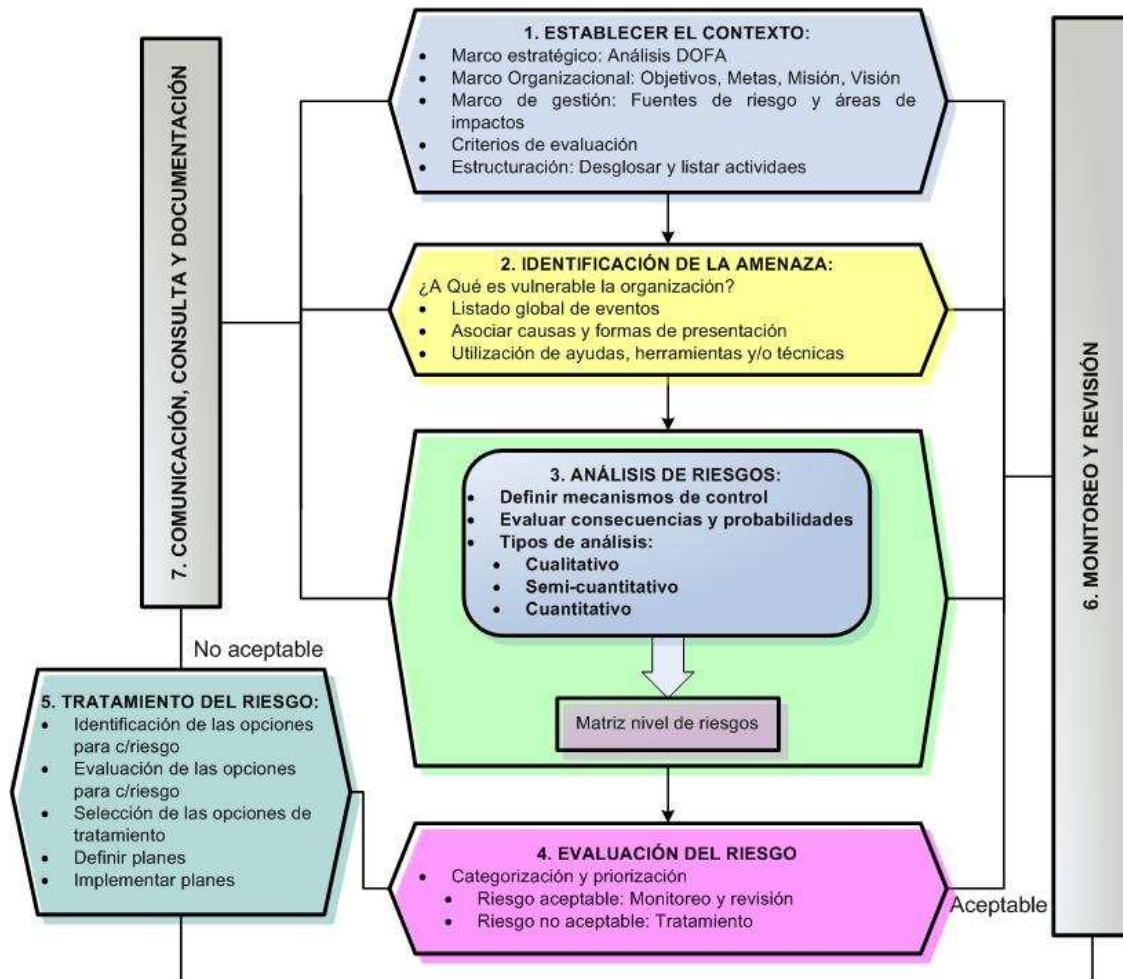 1. ESTABLECER EL CONTEXTO:
• Marco estratégico: Análisis DOFA
• Marco Organizacional: Objetivos, Metas, Misión, Visión
• Marco de gestión: Fuentes de riesgo y áreas de
impactos
• Criterios de evaluación
• Estructuración: Desglosar y listar actividaes
2. IDENTIFICACIÓN DE LA AMENAZA:
¿A Qué es vulnerable la organización?
• Listado global de eventos
• Asociar causas y formas de presentación
• Utilización de ayudas, herramientas y/o técnicas
3. ANÁLISIS DE RIESGOS:
• Definir mecanismos de control
• Evaluar consecuencias y probabilidades
• Tipos de análisis:
• Cualitativo
• Semi-cuantitativo
• Cuantitativo
Matriz nivel de riesgos
4. EVALUACIÓN DEL RIESGO
• Categorización y priorización
• Riesgo aceptable: Monitoreo y revisión
• Riesgo no aceptable: Tratamiento
Aceptable
No aceptable
5. TRATAMIENTO DEL RIESGO:
• Identificación de las opciones
para c/riesgo
• Evaluación de las opciones
para c/riesgo
• Selección de las opciones de
tratamiento
• Definir planes
• Implementar planes
6. MONITOREO Y REVISIÓN
7. COMUNICACIÓN, CONSULTA Y DOCUMENTACIÓN